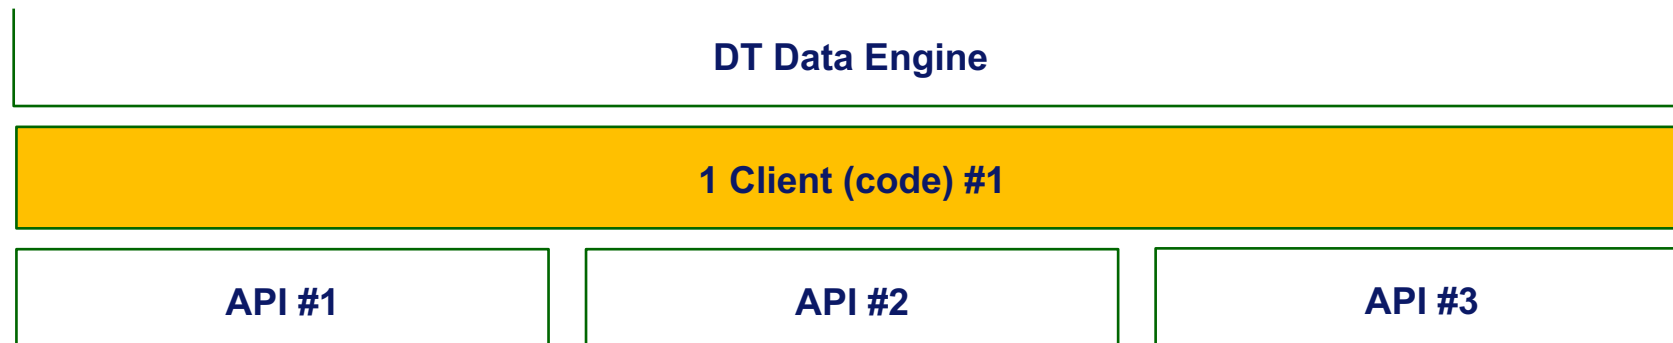 DT Data Engine
1 Client (code) #1
API #1
API #2
API #3